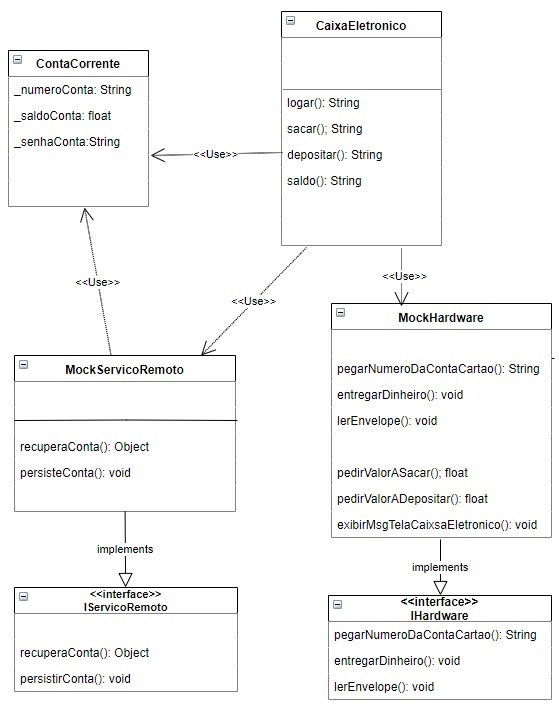 CaixaEletronico
logar(): String
sacar(); String
depositar(): String
saldo(): String
ContaCorrente
_numeroConta: String
_saldoConta: float
_senhaConta:String
<<Use>>
<<Use>>
<<Use>>
<<Use>>
MockHardware
pegarNumeroDaContaCartao(): String
entregarDinheiro(): void
lerEnvelope(): void
pedirValorASacar(; float
pedirValorADepositar(): float
exibirMsgTelaCaixsaEletronico(): void
MockServicoRemoto
recuperaConta(): Object
persisteConta(): void
implements
implements
<<interface>>
IServicoRemoto
recuperaConta(): Object
persistirConta(): void
<<interface>>
IHardware
pegarNumeroDaContaCartao(): String
entregarDinheiro(): void
lerEnvelope(): void